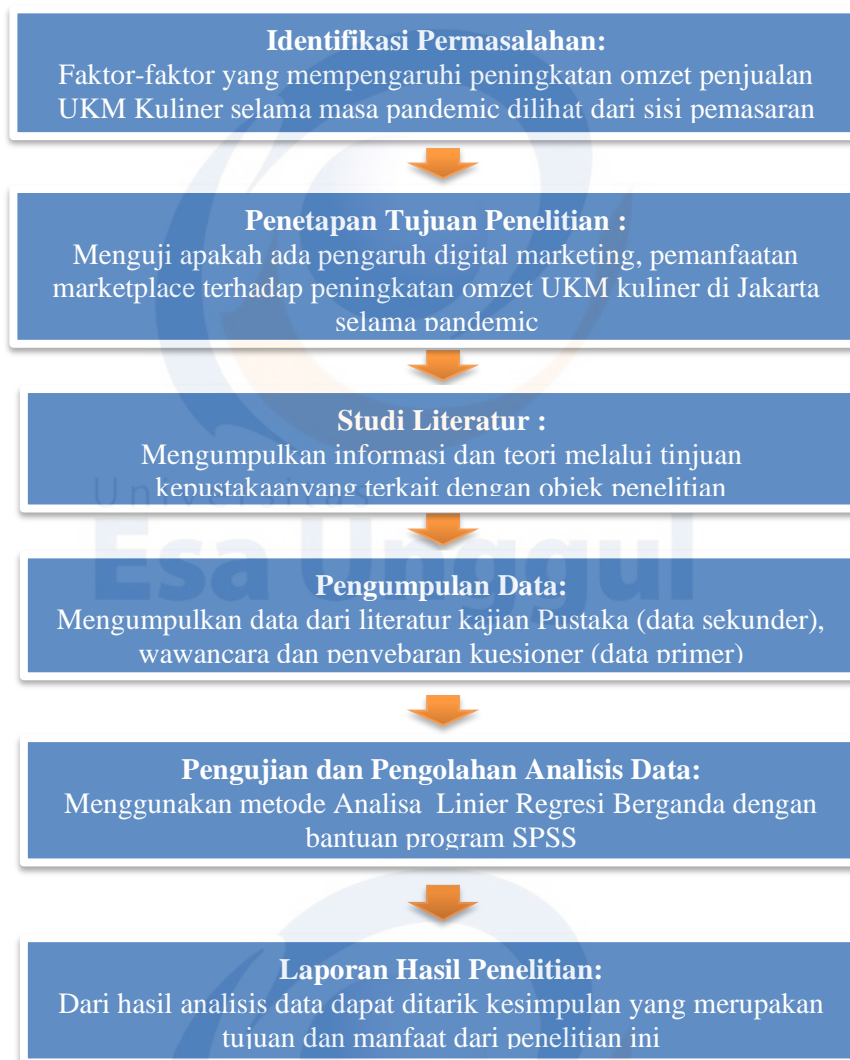 Identifikasi Permasalahan:
Faktor-faktor yang mempengaruhi peningkatan omzet penjualan
UKM Kuliner selama masa pandemic dilihat dari sisi pemasaran
Penetapan Tujuan Penelitian :
Menguji apakah ada pengaruh digital marketing, pemanfaatan
marketplace terhadap peningkatan omzet UKM kuliner di Jakarta
selama pandemic
Studi Literatur :
Mengumpulkan informasi dan teori melalui tinjuan
kepustakaanyang terkait dengan objek penelitian
Universitas
Esa Unggul
Pengumpulan Data:
Mengumpulkan data dari literatur kajian Pustaka (data sekunder),
wawancara dan penyebaran kuesioner (data primer)
Pengujian dan Pengolahan Analisis Data:
Menggunakan metode Analisa Linier Regresi Berganda dengan
bantuan program SPSS
Laporan Hasil Penelitian:
Dari hasil analisis data dapat ditarik kesimpulan yang merupakan
tujuan dan manfaat dari penelitian ini